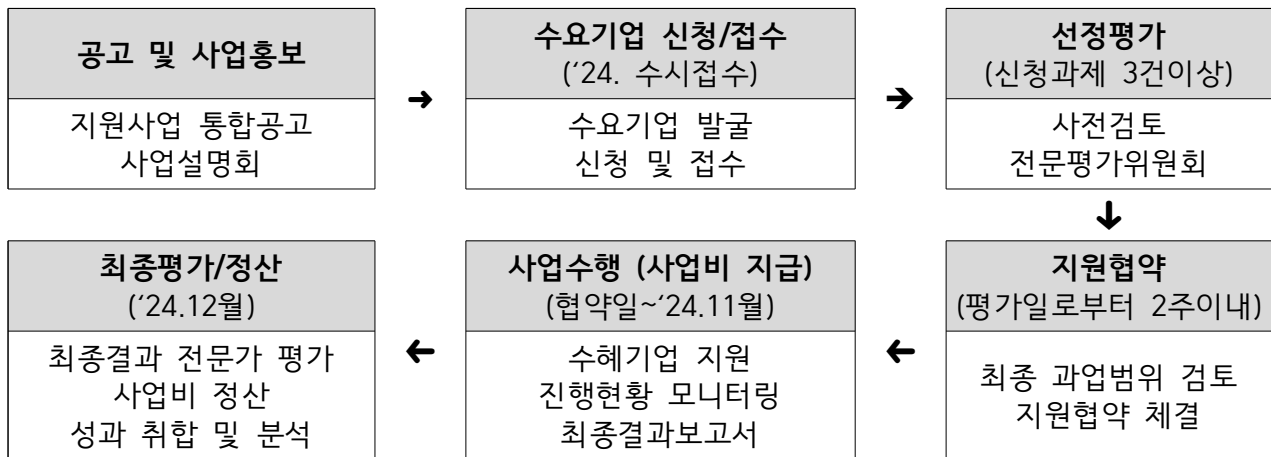 공고 및 사업홍보
지원사업 통합공고
사업설명회
➜
수요기업 신청/접수
(‘24. 수시접수)
수요기업 발굴
신청 및 접수
➔
선정평가
(신청과제 3건이상)
사전검토
전문평가위원회
↓
지원협약
(평가일로부터 2주이내)
최종 과업범위 검토
지원협약 체결
←
사업수행 (사업비 지급)
(협약일~‘24.11월)
수혜기업 지원
진행현황 모니터링
최종결과보고서
←
최종평가/정산
(‘24.12월)
최종결과 전문가 평가
사업비 정산
성과 취합 및 분석